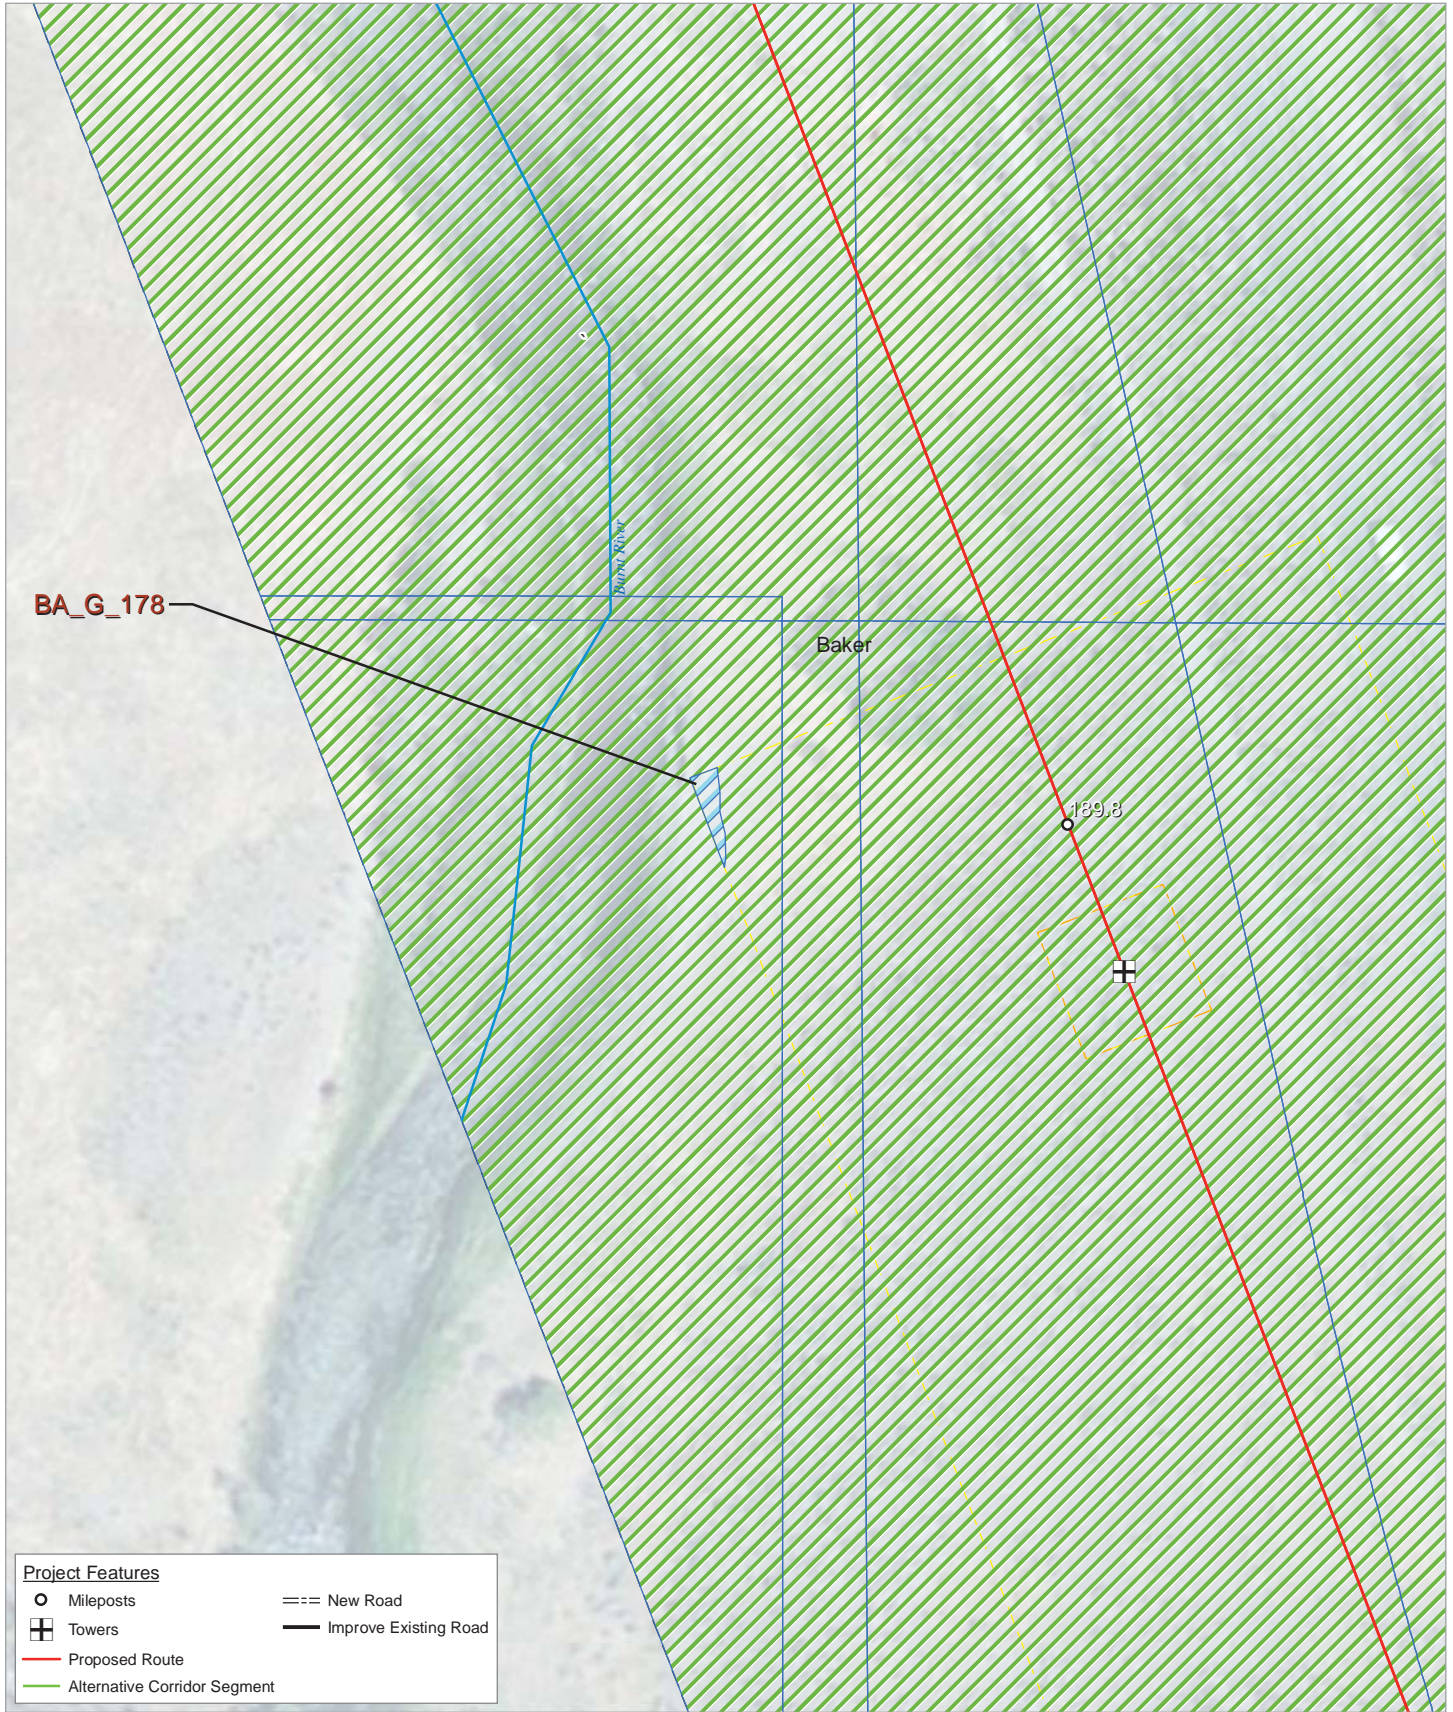 Burnt River
BA_G_178
Baker
189.8
Project Features
Mileposts
Towers
Proposed Route
Alternative Corridor Segment
New Road
Improve Existing Road